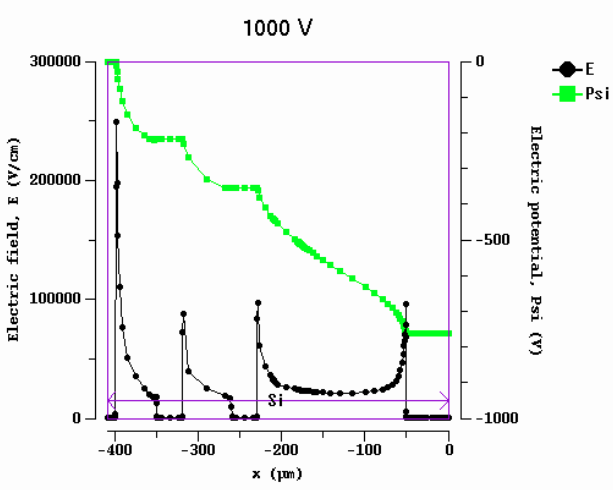 1000 V
300000
200000
100000
0
Electric field, E (V/cm)
0
-500
-1000
Electric potential, Psi (V)
E
Psi
Si
-400
-300
-200
-100
0
x (μm)